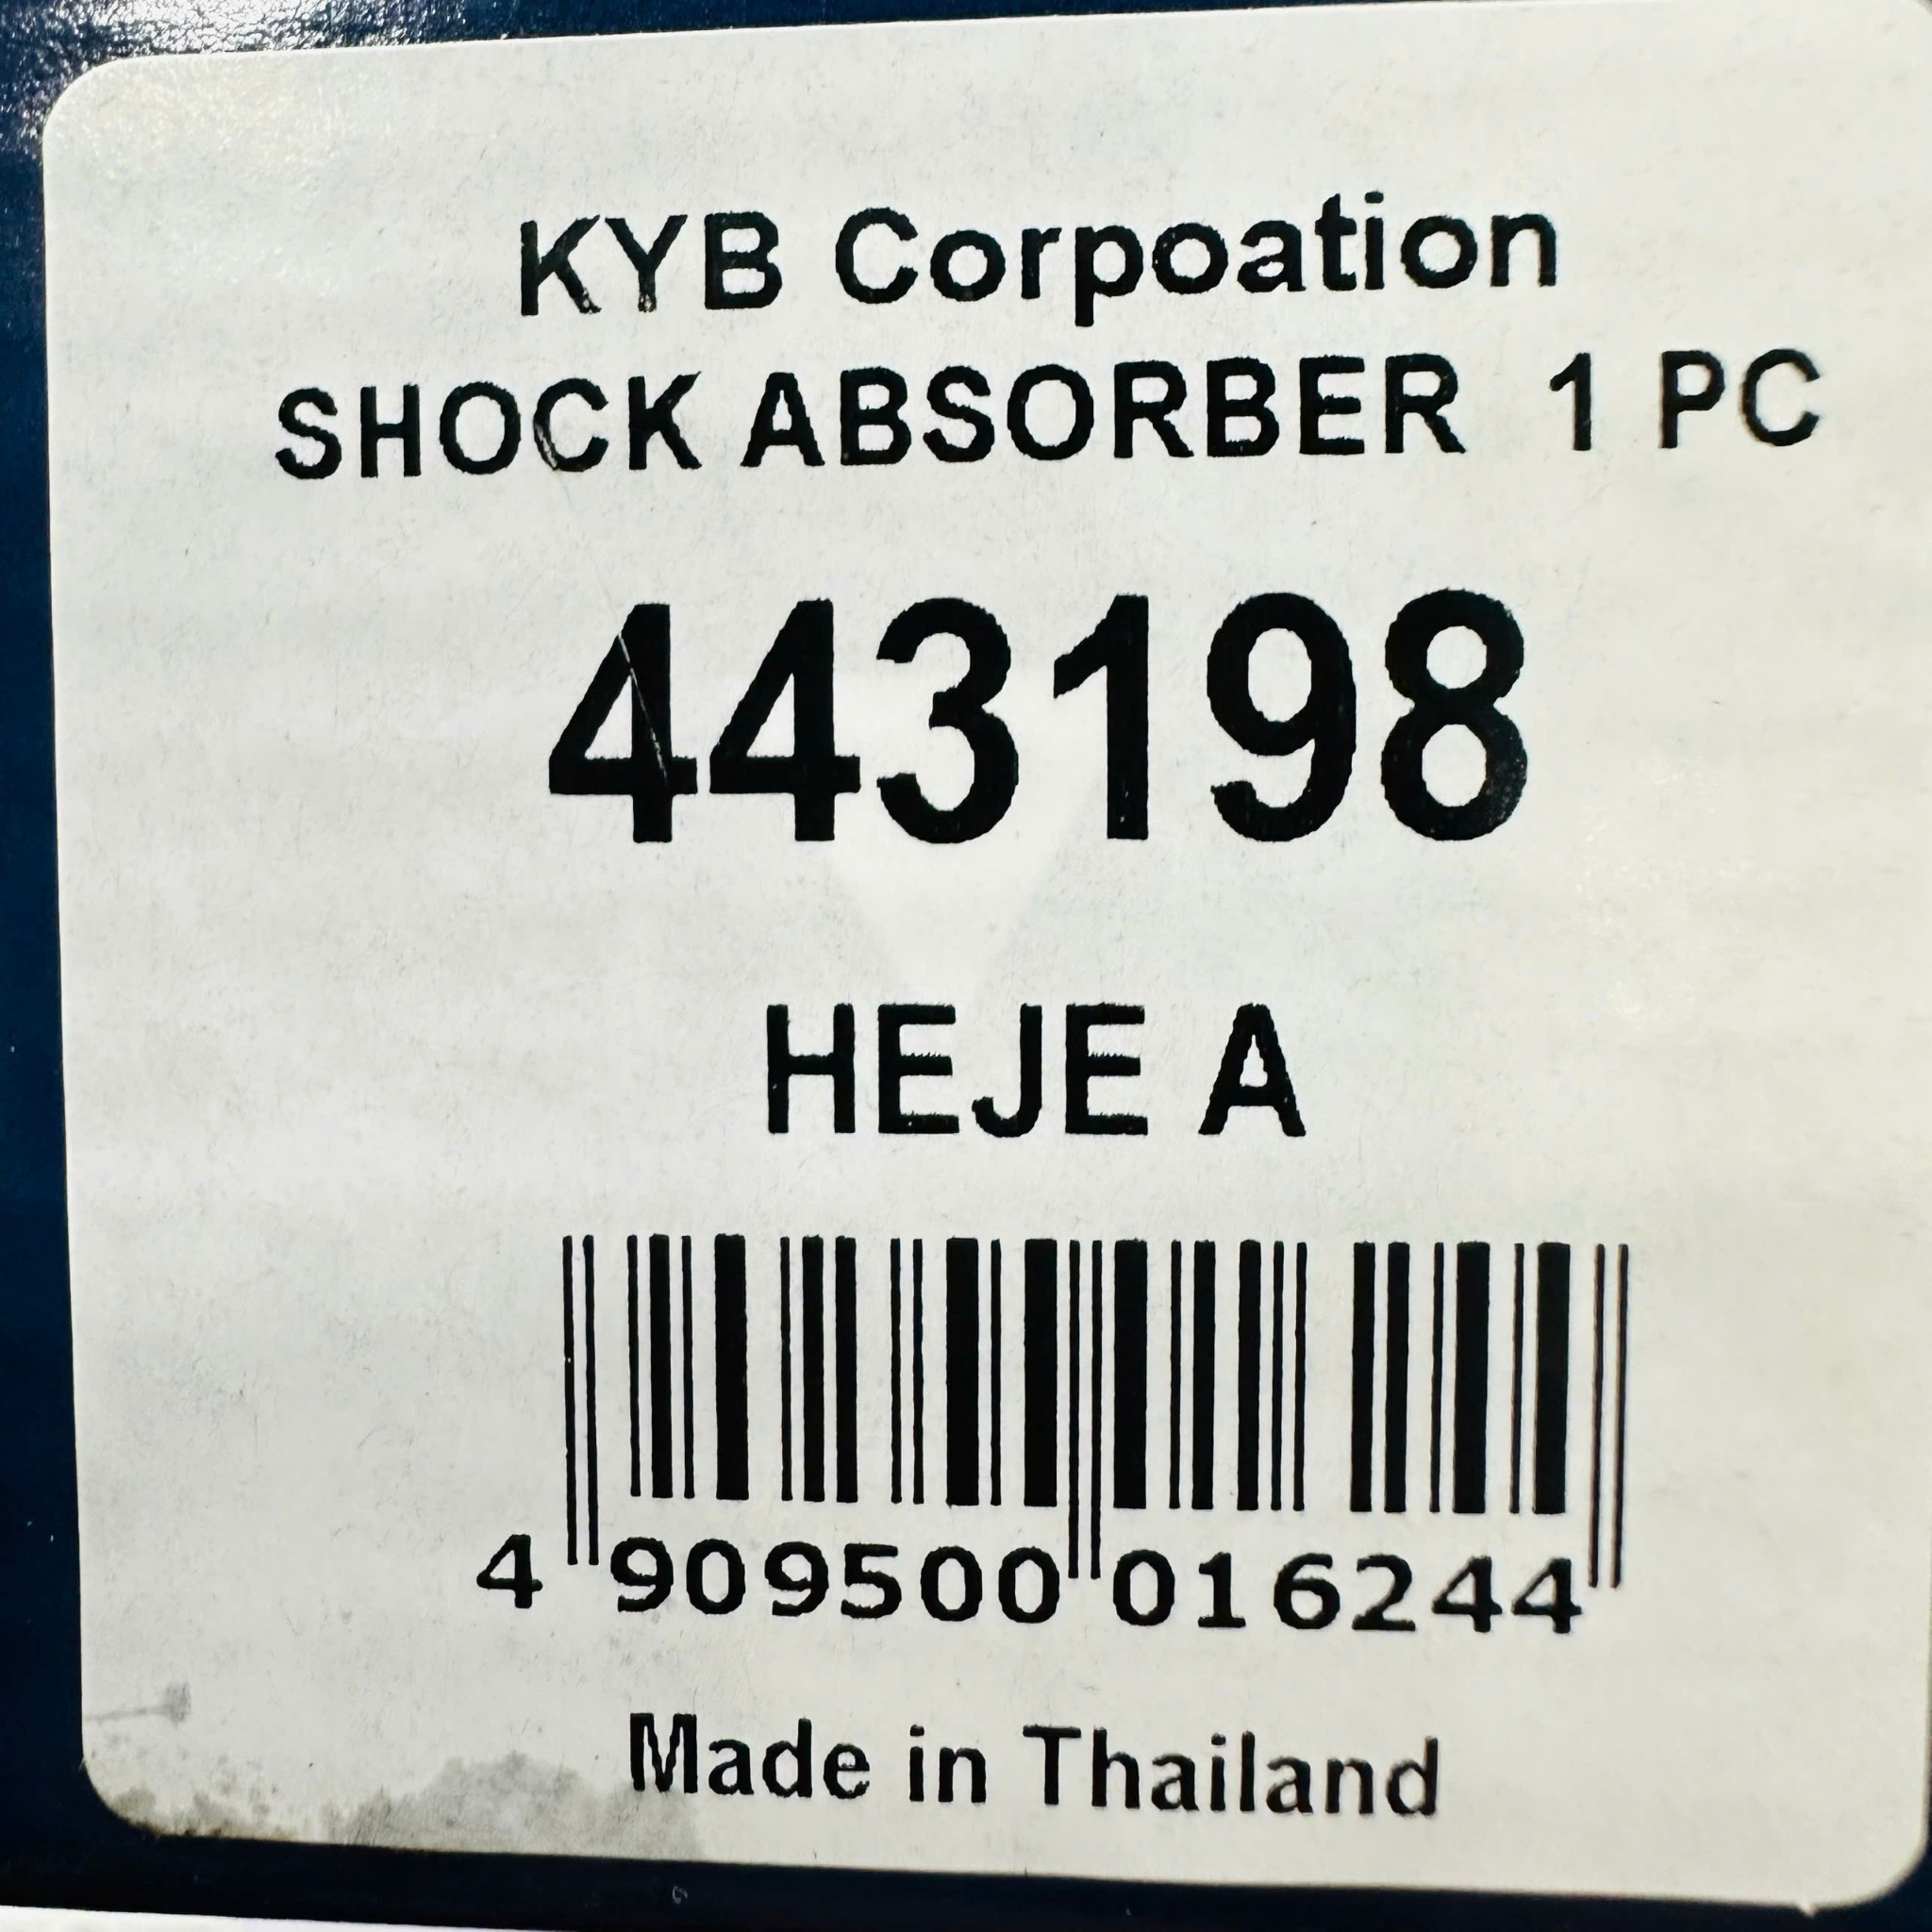 KYB Corpoation
SHOCK ABSORBER 1 PC
443198
HEJE A
4 909500 016244
Made in Thailand